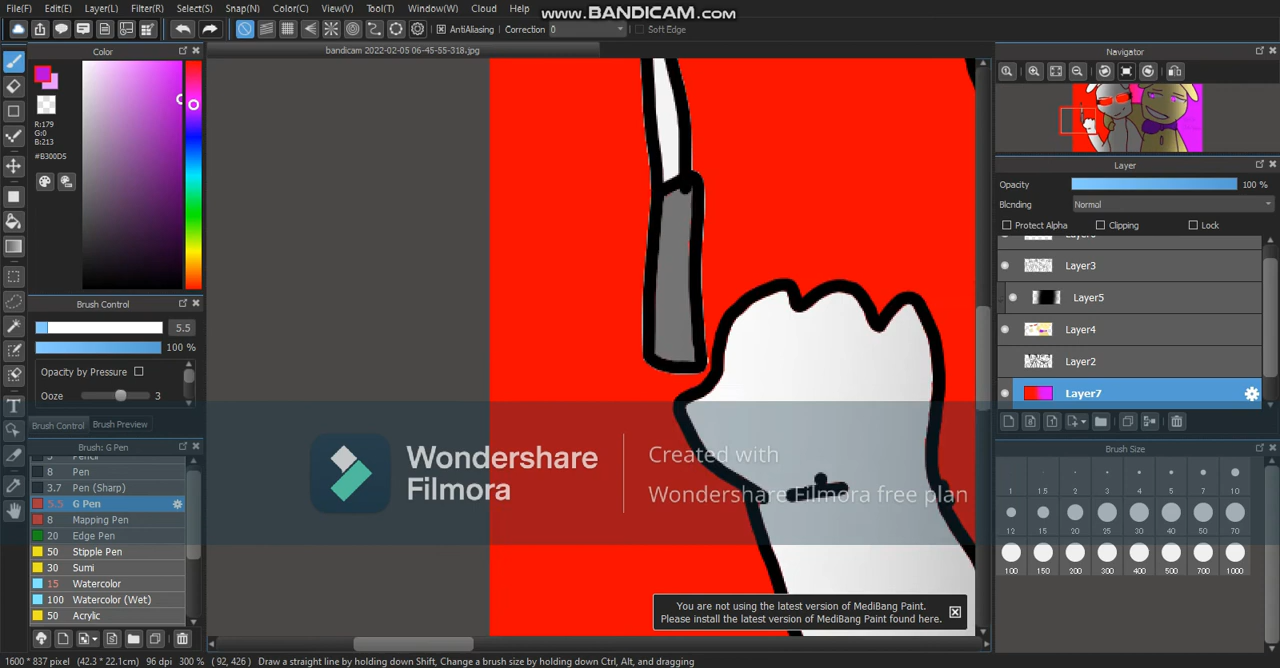 File(F) Edit(E) Layer(L) Filter(R) Select(S) Snap(N) Color(C) View(V) Tool(T) Window(W) Cloud Help
www.BANDICAM.com
AntiAliasing Correction 0 Soft Edge
bandicam 2022-02-05 06-45-55-318.jpg
Color
R:179
G:0
B:213
#B300D5
Brush Control
5.5
100 %
Opacity by Pressure
Ooze 3
Brush Control Brush Preview
Brush: G Pen
8 Pen
3.7 Pen (Sharp)
5.5 G Pen
8 Mapping Pen
20 Edge Pen
50 Stipple Pen
30 Sumi
15 Watercolor
100 Watercolor (Wet)
50 Acrylic
Wondershare
Filmora
Created with
Wondershare Filmora free plan
You are not using the latest version of MediBang Paint.
Please install the latest version of MediBang Paint found here.
Navigator
Layer
Opacity 100 %
Blending Normal
Protect Alpha Clipping Lock
Layer3
Layer5
Layer4
Layer2
Layer7
Brush Size
1 1.5 2 3 4 5 7 10
12 15 20 25 30 40 50 70
100 150 200 300 400 500 700 1000
1600 * 837 pixel (42.3 * 22.1cm) 96 dpi 300 % ( 92, 426 ) Draw a straight line by holding down Shift, Change a brush size by holding down Ctrl, Alt, and dragging